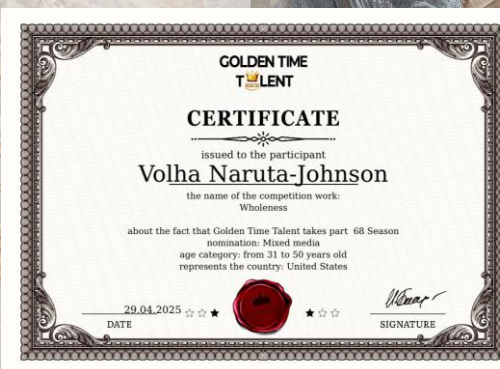 GOLDEN TIME
TALENT
CERTIFICATE
issued to the participant
Volha Naruta-Johnson
the name of the competition work:
Wholeness
about the fact that Golden Time Talent takes part 68 Season
nomination: Mixed media
age category: from 31 to 50 years old
represents the country: United States
29.04.2025
DATE
SIGNATURE